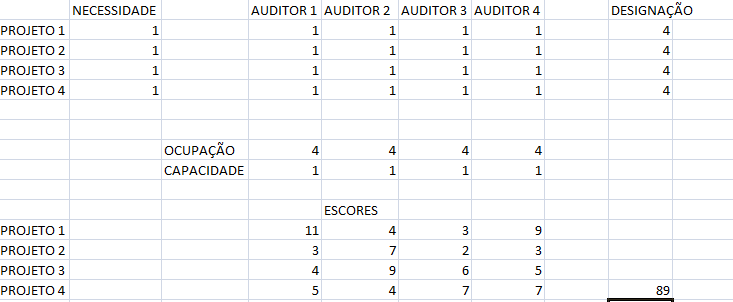 NECESSIDADE AUDITOR 1 AUDITOR 2 AUDITOR 3 AUDITOR 4 DESIGNAÇÃO
PROJETO 1 1 1 1 1 1 4
PROJETO 2 1 1 1 1 1 4
PROJETO 3 1 1 1 1 1 4
PROJETO 4 1 1 1 1 1 4
OCUPAÇÃO 4 4 4 4
CAPACIDADE 1 1 1 1
ESCORES
PROJETO 1 11 4 3 9
PROJETO 2 3 7 2 3
PROJETO 3 4 9 6 5
PROJETO 4 5 4 7 7 89